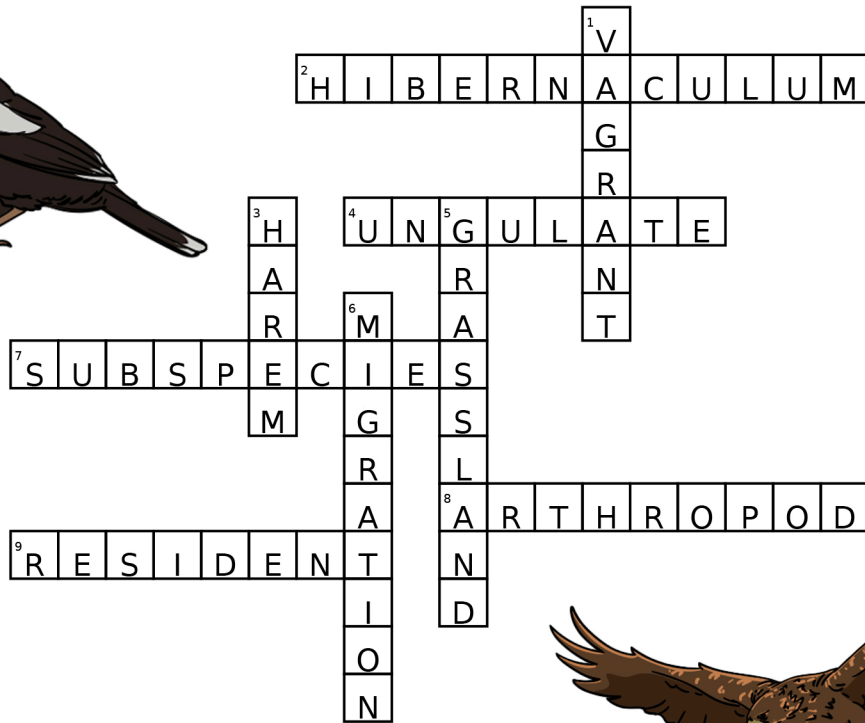 1 VAGRANT
2 HIBERNACULUM
3 HAREM
4 UNGULATE
5 GRASSLAND
6 MIGRATION
7 SUBSPECIES
8 ARTHROPOD
9 RESIDENT